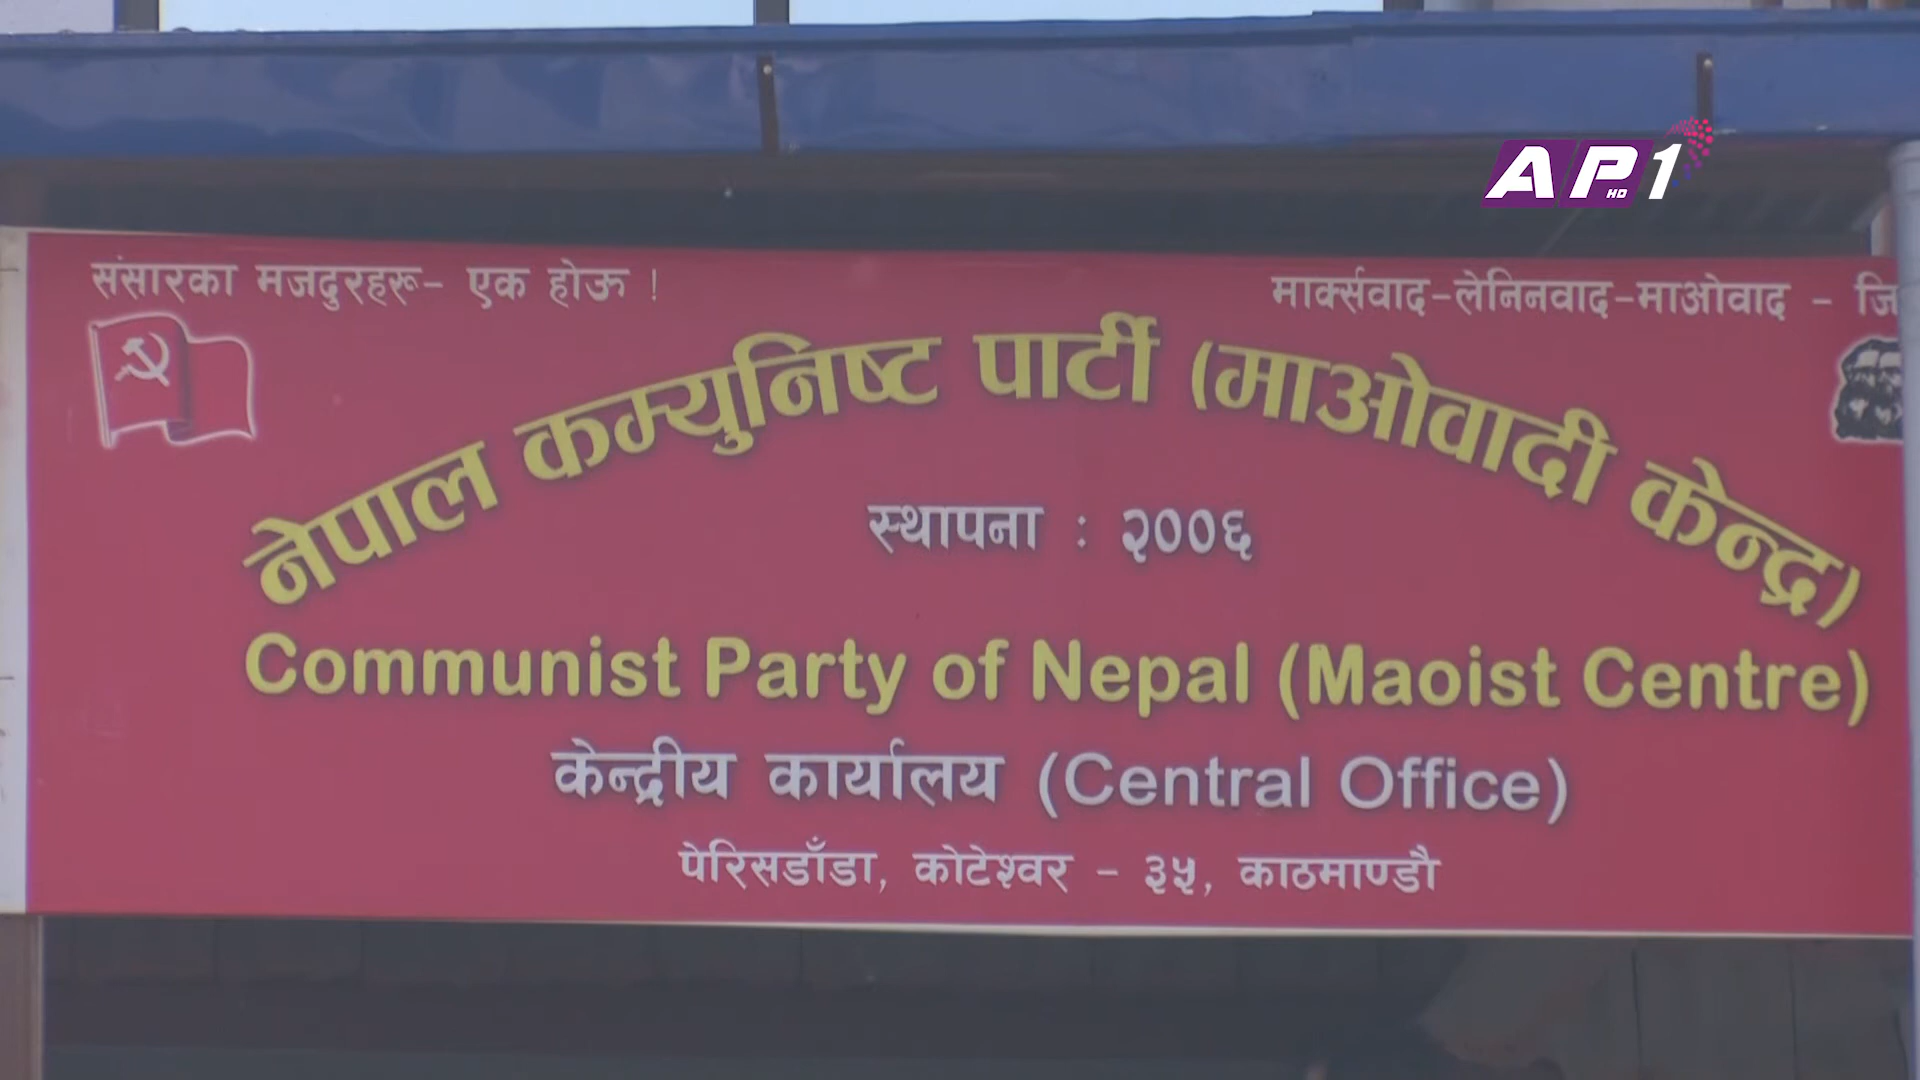 AP1 HD
संसारका मजदुरहरू- एक होऊ !
मार्क्सवाद-लेनिनवाद-माओवाद -
नेपाल कम्युनिष्ट पार्टी (माओवादी केन्द्र)
स्थापना : २००६
Communist Party of Nepal (Maoist Centre)
केन्द्रीय कार्यालय (Central Office)
पेरिसडाँडा, कोटेश्वर - ३५, काठमाण्डौ